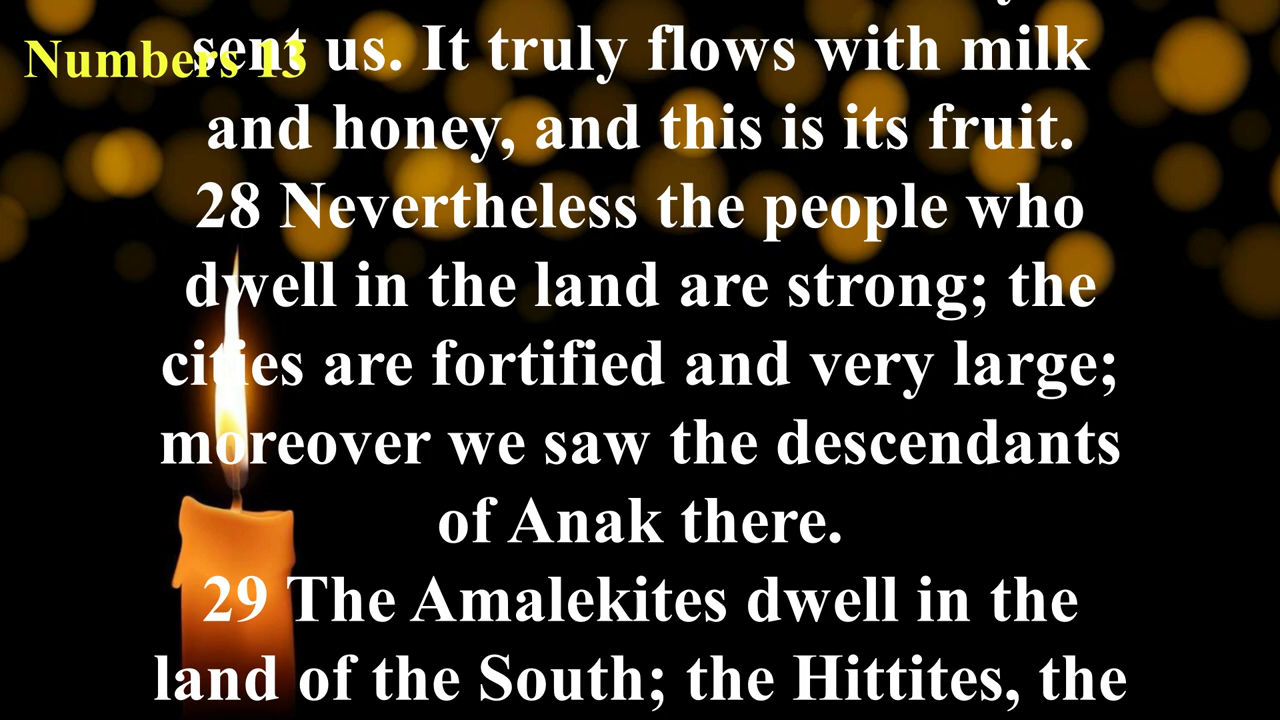 Numbers 13
sent us. It truly flows with milk
and honey, and this is its fruit.
28 Nevertheless the people who
dwell in the land are strong; the
cities are fortified and very large;
moreover we saw the descendants
of Anak there.
29 The Amalekites dwell in the
land of the South; the Hittites, the